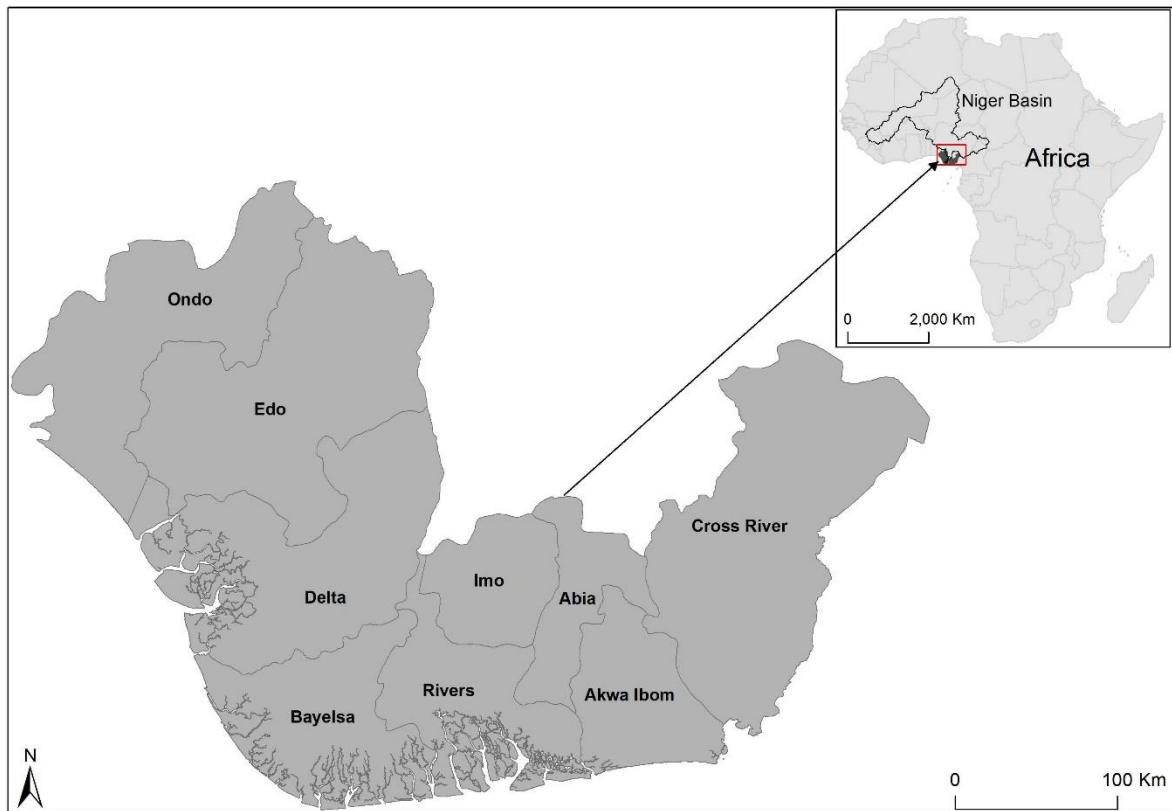 Niger Basin
Africa
0 2,000 Km
Ondo
Edo
Cross River
Imo
Delta
Abia
Rivers
Akwa Ibom
Bayelsa
N
0 100 Km